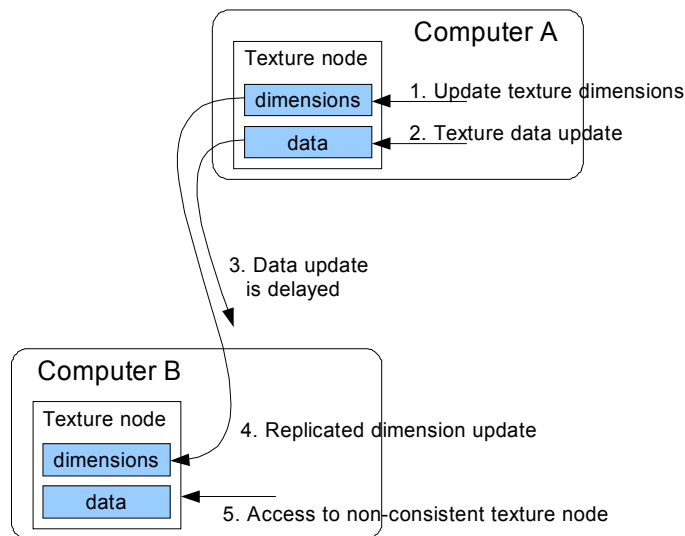 Computer A
Texture node
dimensions
1. Update texture dimensions
data
2. Texture data update
3. Data update
is delayed
Computer B
Texture node
4. Replicated dimension update
dimensions
data
5. Access to non-consistent texture node